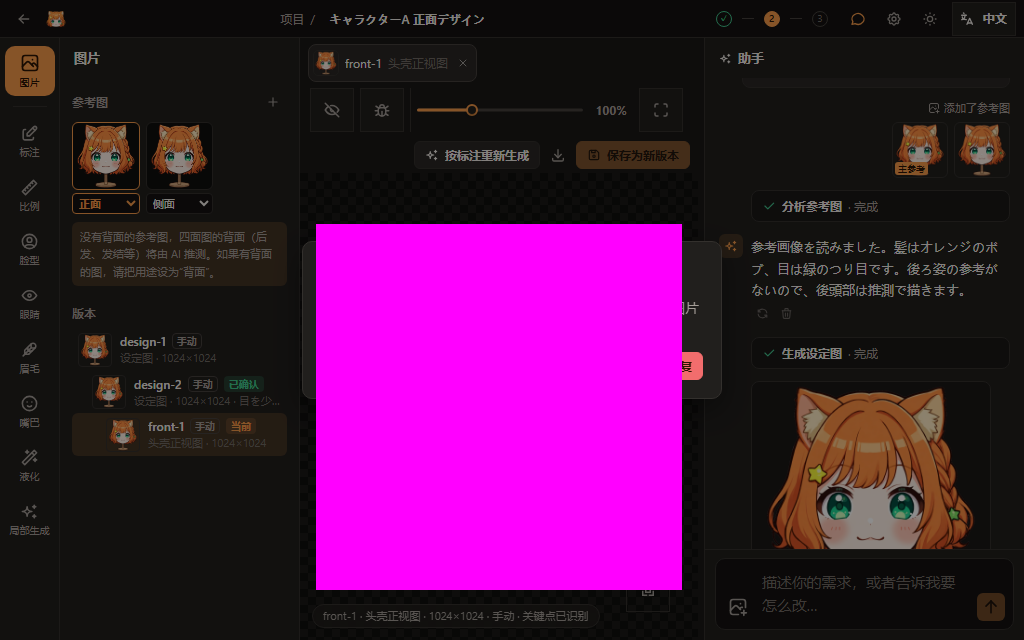 项目 / キャラクターA 正面デザイン
2
3
中文
图片
标注
比例
脸型
眼睛
眉毛
嘴巴
液化
局部生成
图片
参考图
正面
侧面
没有背面的参考图，四面图的背面（后
发、发结等）将由 AI 推测。如果有背面
的图，请把用途设为“背面”。
版本
design-1 手动
设定图 · 1024×1024
design-2 手动 已确认
设定图 · 1024×1024 · 目を少...
front-1 手动 当前
头壳正视图 · 1024×1024
front-1 头壳正视图
100%
按标注重新生成
保存为新版本
图片
复
front-1 · 头壳正视图 · 1024×1024 · 手动 · 关键点已识别
助手
添加了参考图
主参考
分析参考图 · 完成
参考画像を読みました。髪はオレンジのボ
ブ、目は緑のつり目です。後ろ姿の参考が
ないので、後頭部は推測で描きます。
生成设定图 · 完成
描述你的需求，或者告诉我要
怎么改...